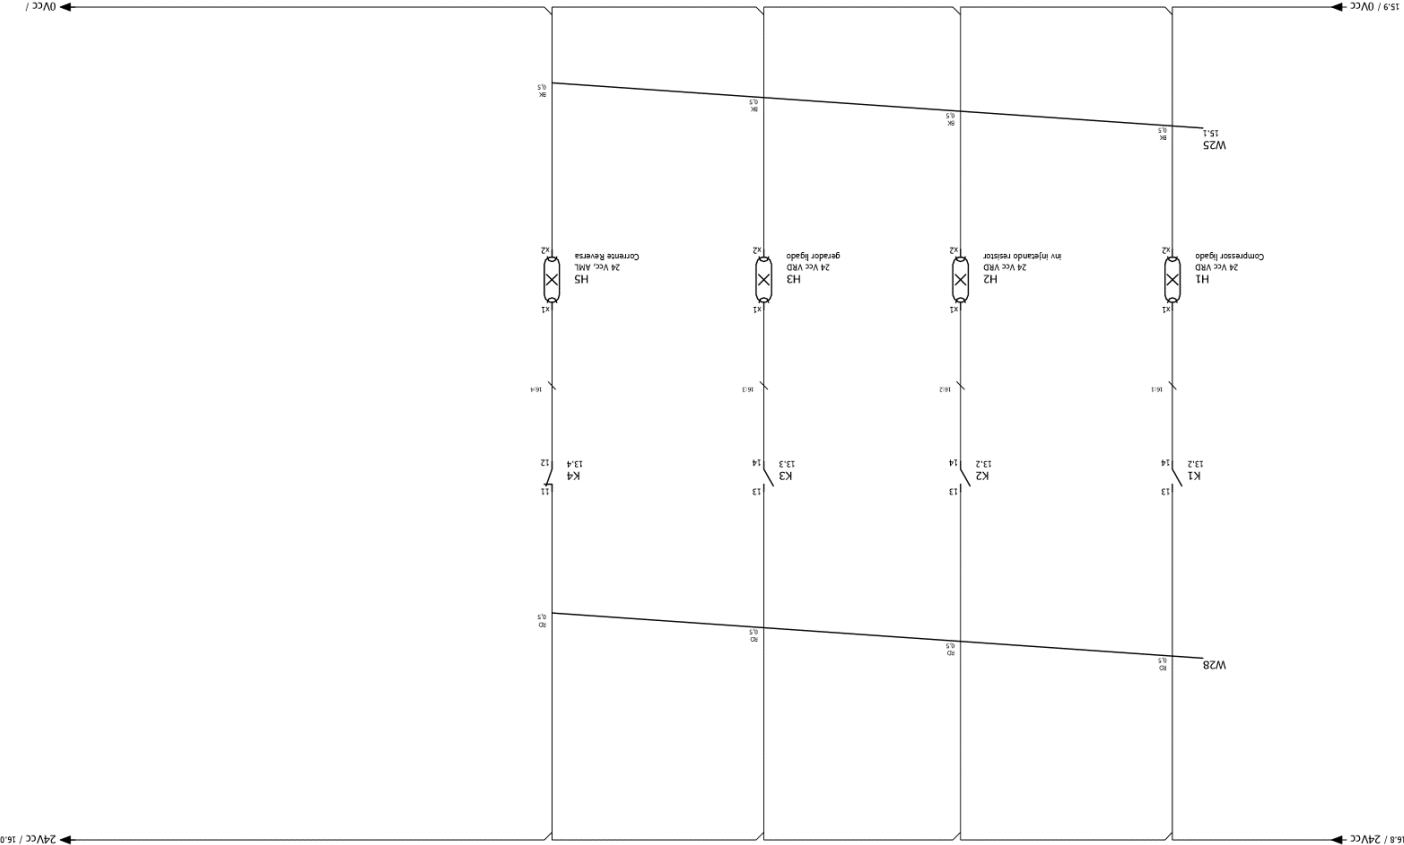 16.8 / 24Vcc
24Vcc / 16.0
W28
RD
0,5
RD
0,5
RD
0,5
RD
0,5
13
K1
13.2
14
13
K2
13.2
14
13
K3
13.3
14
11
K4
13.4
12
16:1
16:2
16:3
16:4
x1
H1
24 Vcc VRD
Compressor ligado
x2
x1
H2
24 Vcc VRD
inv injetando resistor
x2
x1
H3
24 Vcc VRD
gerador ligado
x2
x1
H5
24 Vcc, AML
Corrente Reversa
x2
W25
15.1
BK
0,5
BK
0,5
BK
0,5
BK
0,5
15.9 / 0Vcc
0Vcc /